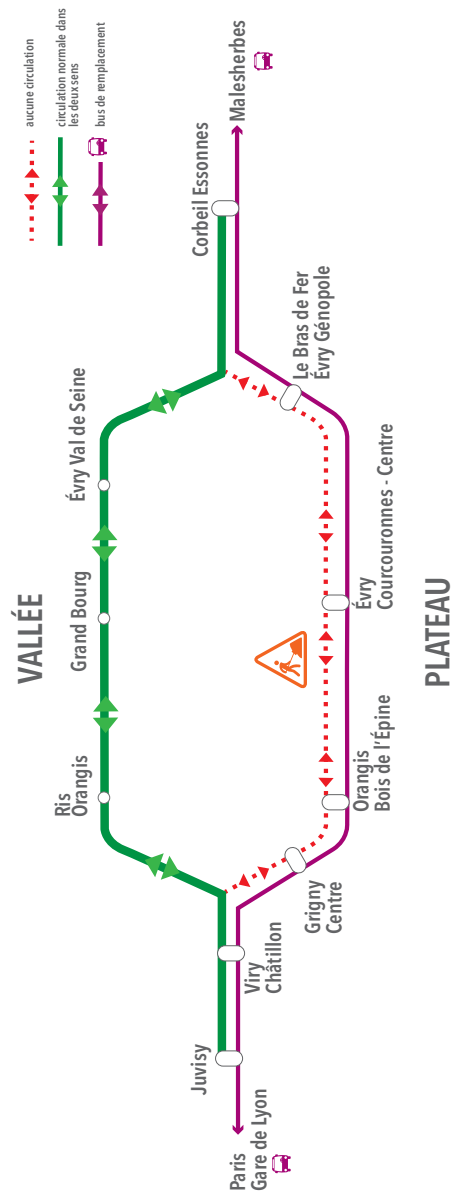 aucune circulation
circulation normale dans
les deux sens
bus de remplacement
VALLÉE
Ris
Orangis
Grand Bourg
Évry Val de Seine
Juvisy
Viry
Châtillon
Corbeil Essonnes
Malesherbes
Paris
Gare de Lyon
Grigny
Centre
Orangis
Bois de l'Épine
Évry
Courcouronnes - Centre
Le Bras de Fer
Évry Génopole
PLATEAU